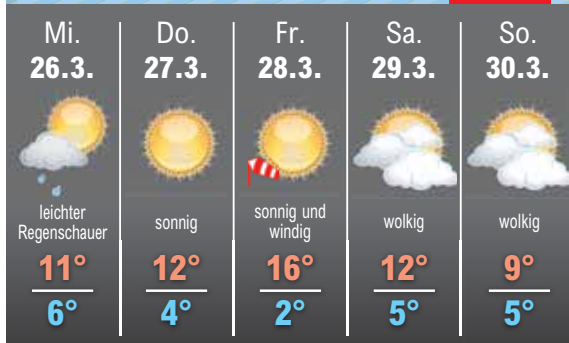 Mi.
26.3.
leichter
Regenschauer
11°
6°
Do.
27.3.
sonnig
12°
4°
Fr.
28.3.
sonnig und
windig
16°
2°
Sa.
29.3.
wolkig
12°
5°
So.
30.3.
wolkig
9°
5°